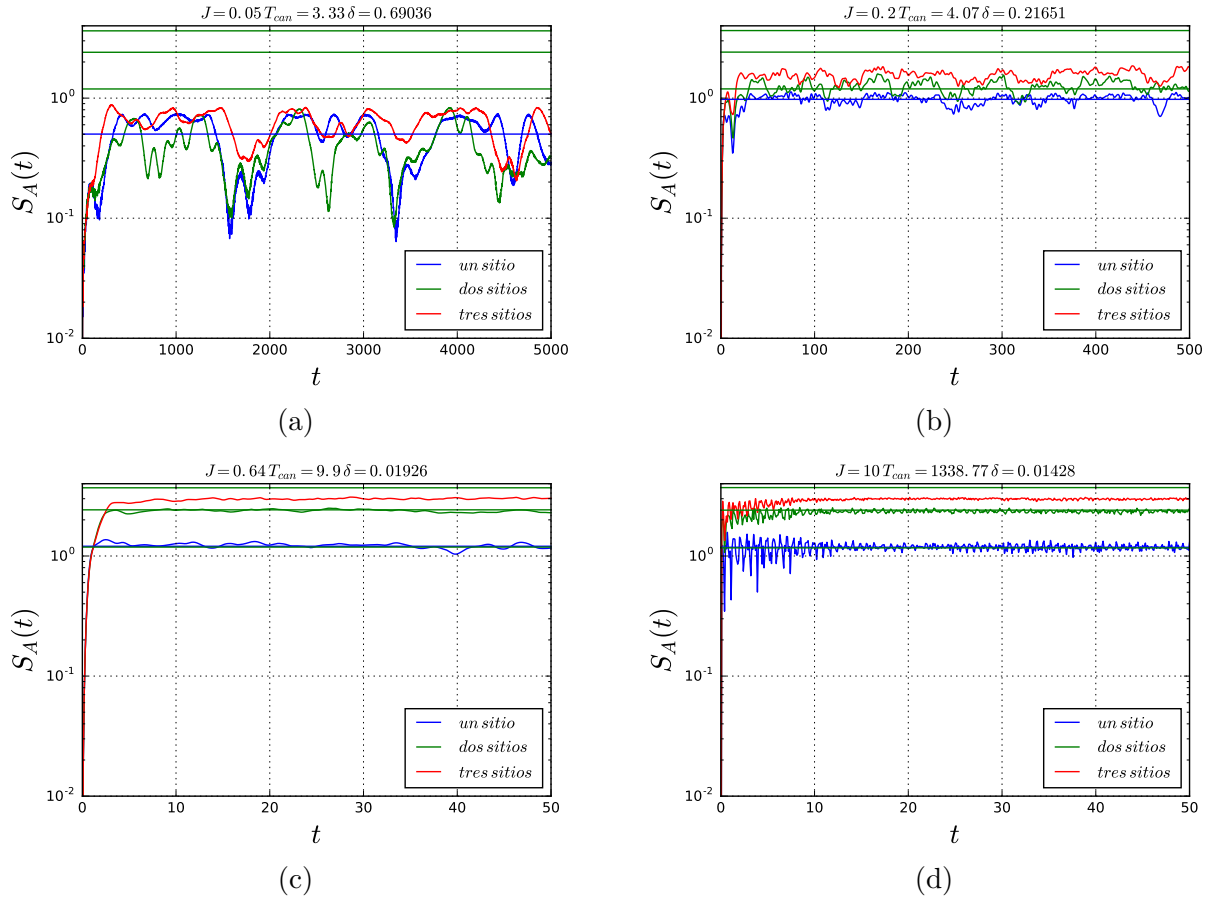 J = 0.05 T_can = 3.33 δ = 0.69036
10^0
10^-1
10^-2
S_A(t)
un sitio
dos sitios
tres sitios
0 1000 2000 3000 4000 5000
t
(a)
J = 0.2 T_can = 4.07 δ = 0.21651
10^0
10^-1
10^-2
S_A(t)
un sitio
dos sitios
tres sitios
0 100 200 300 400 500
t
(b)
J = 0.64 T_can = 9.9 δ = 0.01926
10^0
10^-1
10^-2
S_A(t)
un sitio
dos sitios
tres sitios
0 10 20 30 40 50
t
(c)
J = 10 T_can = 1338.77 δ = 0.01428
10^0
10^-1
10^-2
S_A(t)
un sitio
dos sitios
tres sitios
0 10 20 30 40 50
t
(d)